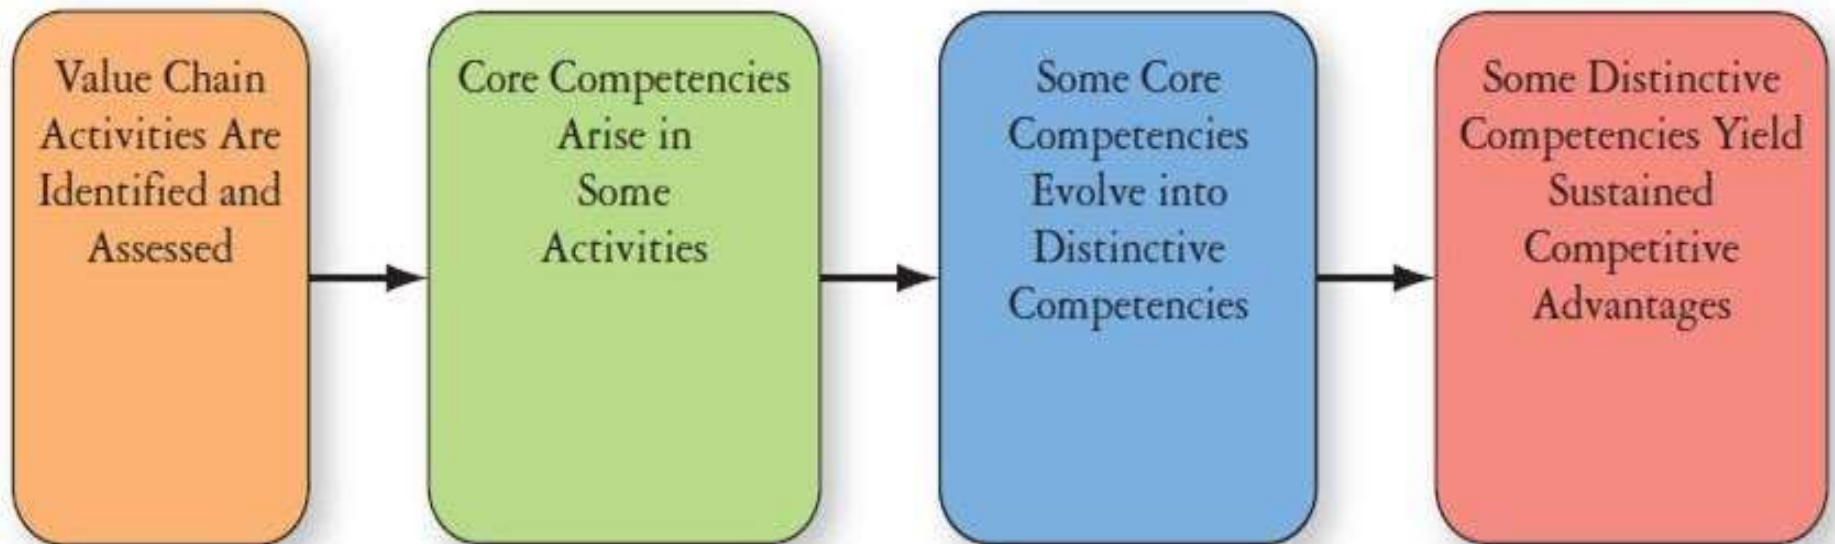 Value Chain
Activities Are
Identified and
Assessed
Core Competencies
Arise in
Some
Activities
Some Core
Competencies
Evolve into
Distinctive
Competencies
Some Distinctive
Competencies Yield
Sustained
Competitive
Advantages